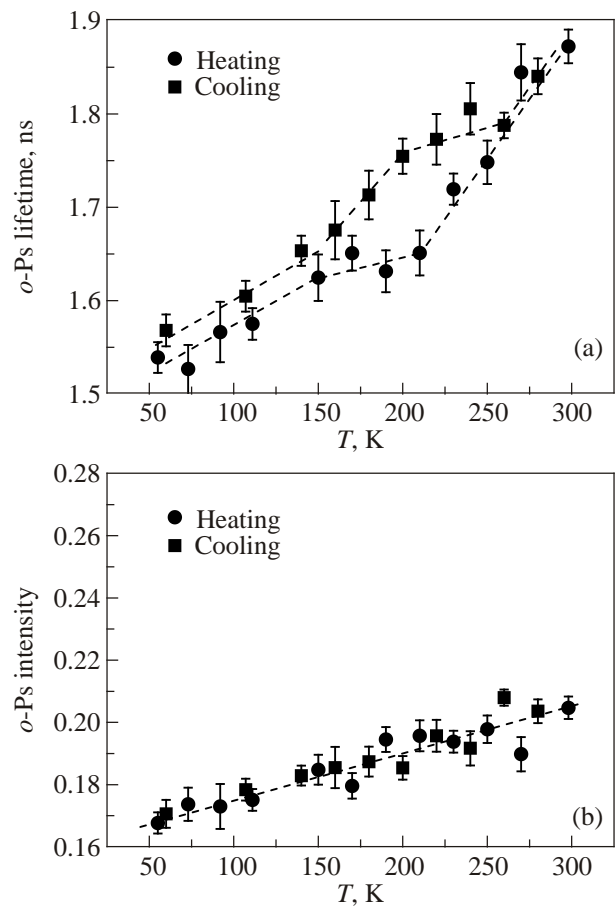 1.9
Heating
Cooling
1.8
1.7
1.6
1.5
o-Ps lifetime, ns
(a)
50 100 150 200 250 300
T, K
0.28
Heating
Cooling
0.26
0.24
0.22
0.20
0.18
0.16
o-Ps intensity
(b)
50 100 150 200 250 300
T, K